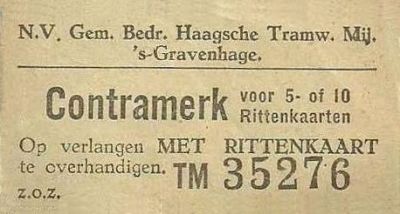 N.V. Gem. Bedr. Haagsche Tramw. Mij.
's-Gravenhage.
Contramerk voor 5- of 10
Rittenkaarten
Op verlangen MET RITTENKAART
te overhandigen. TM 35276
z.o.z.